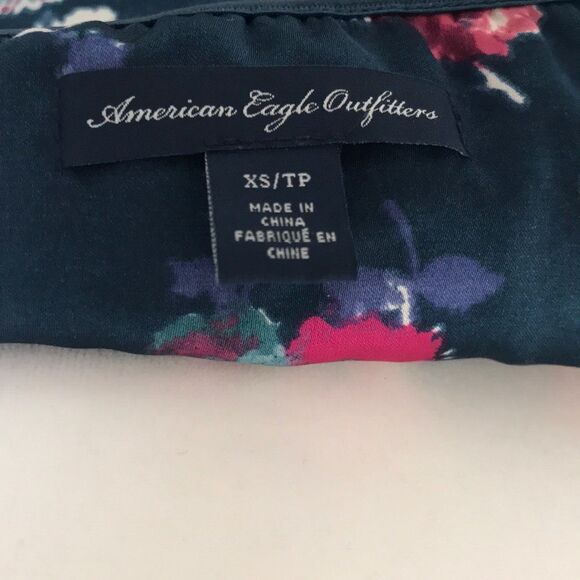 American Eagle Outfitters
XS/TP
MADE IN
CHINA
FABRIQUÉ EN
CHINE